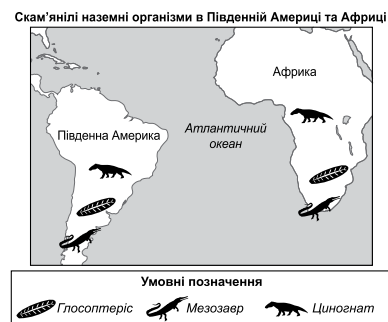 Скам’янілі наземні організми в Південній Америці та Африці
Африка
Південна Америка
Атлантичний
океан
Умовні позначення
Глосоптеріс
Мезозавр
Циногнат